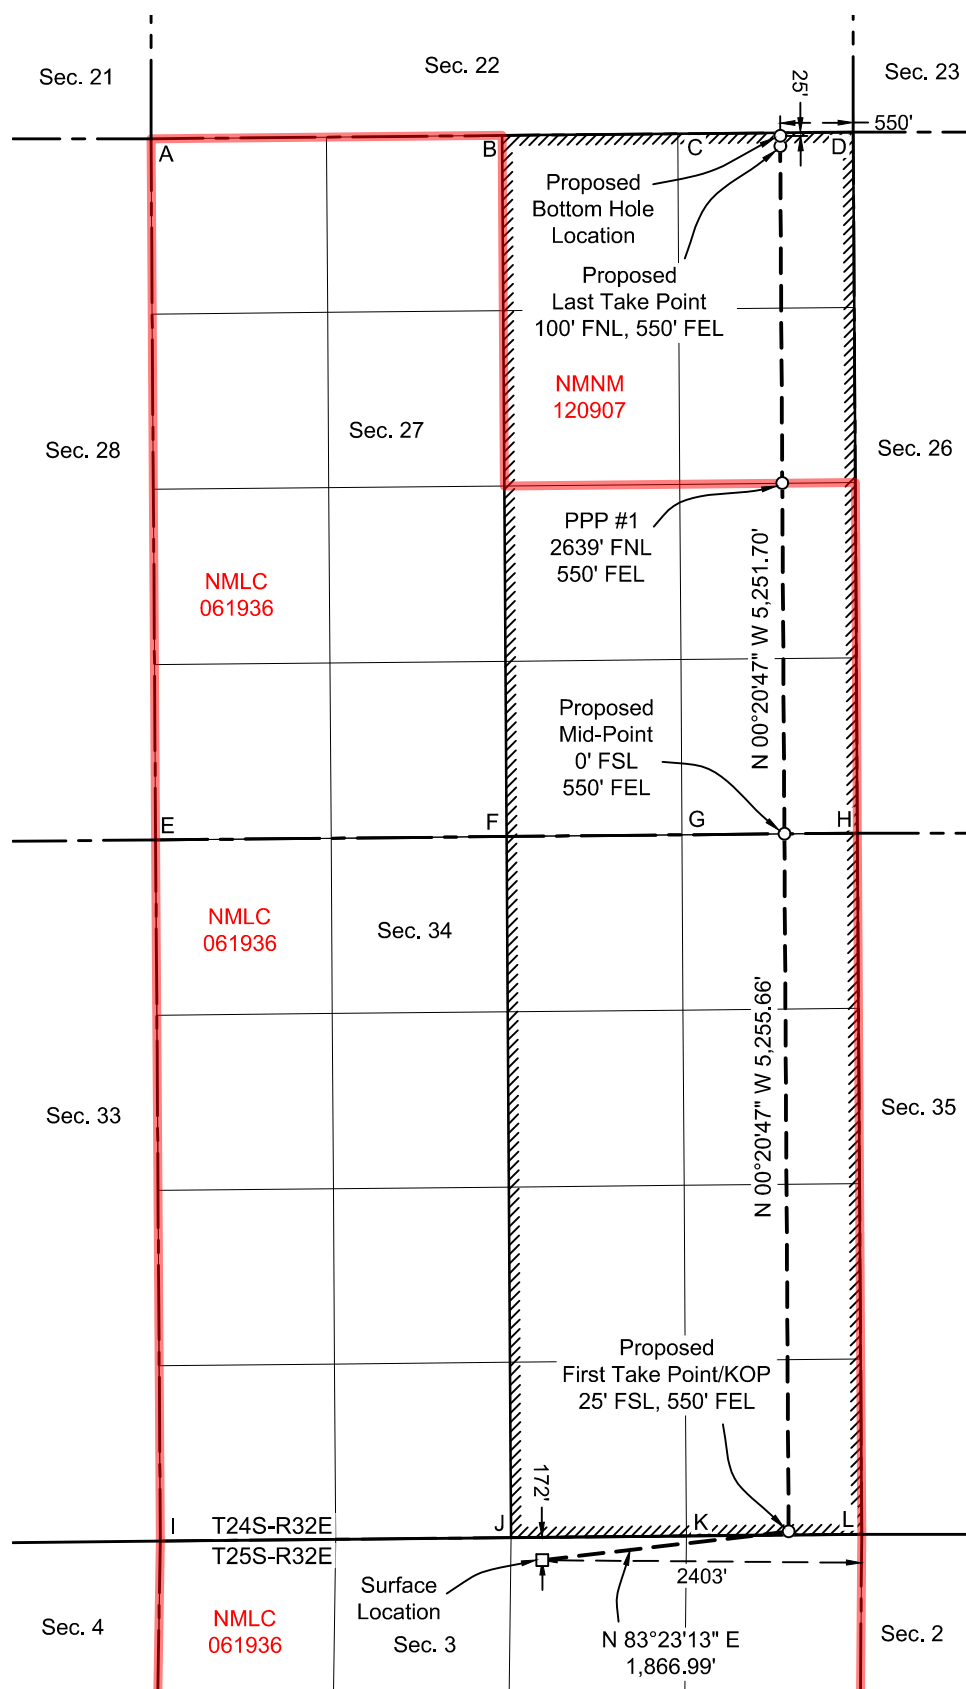 Sec. 21
Sec. 22
Sec. 23
25'
550'
A
B
C
D
Proposed
Bottom Hole
Location
Proposed
Last Take Point
100' FNL, 550' FEL
NMNM
120907
Sec. 28
Sec. 27
Sec. 26
PPP #1
2639' FNL
550' FEL
N 00°20'47" W 5,251.70'
NMLC
061936
Proposed
Mid-Point
0' FSL
550' FEL
E
F
G
H
NMLC
061936
Sec. 34
N 00°20'47" W 5,255.66'
Sec. 33
Sec. 35
Proposed
First Take Point/KOP
25' FSL, 550' FEL
172'
I
T24S-R32E
J
K
L
T25S-R32E
2403'
Surface
Location
Sec. 4
NMLC
061936
Sec. 3
N 83°23'13" E
1,866.99'
Sec. 2